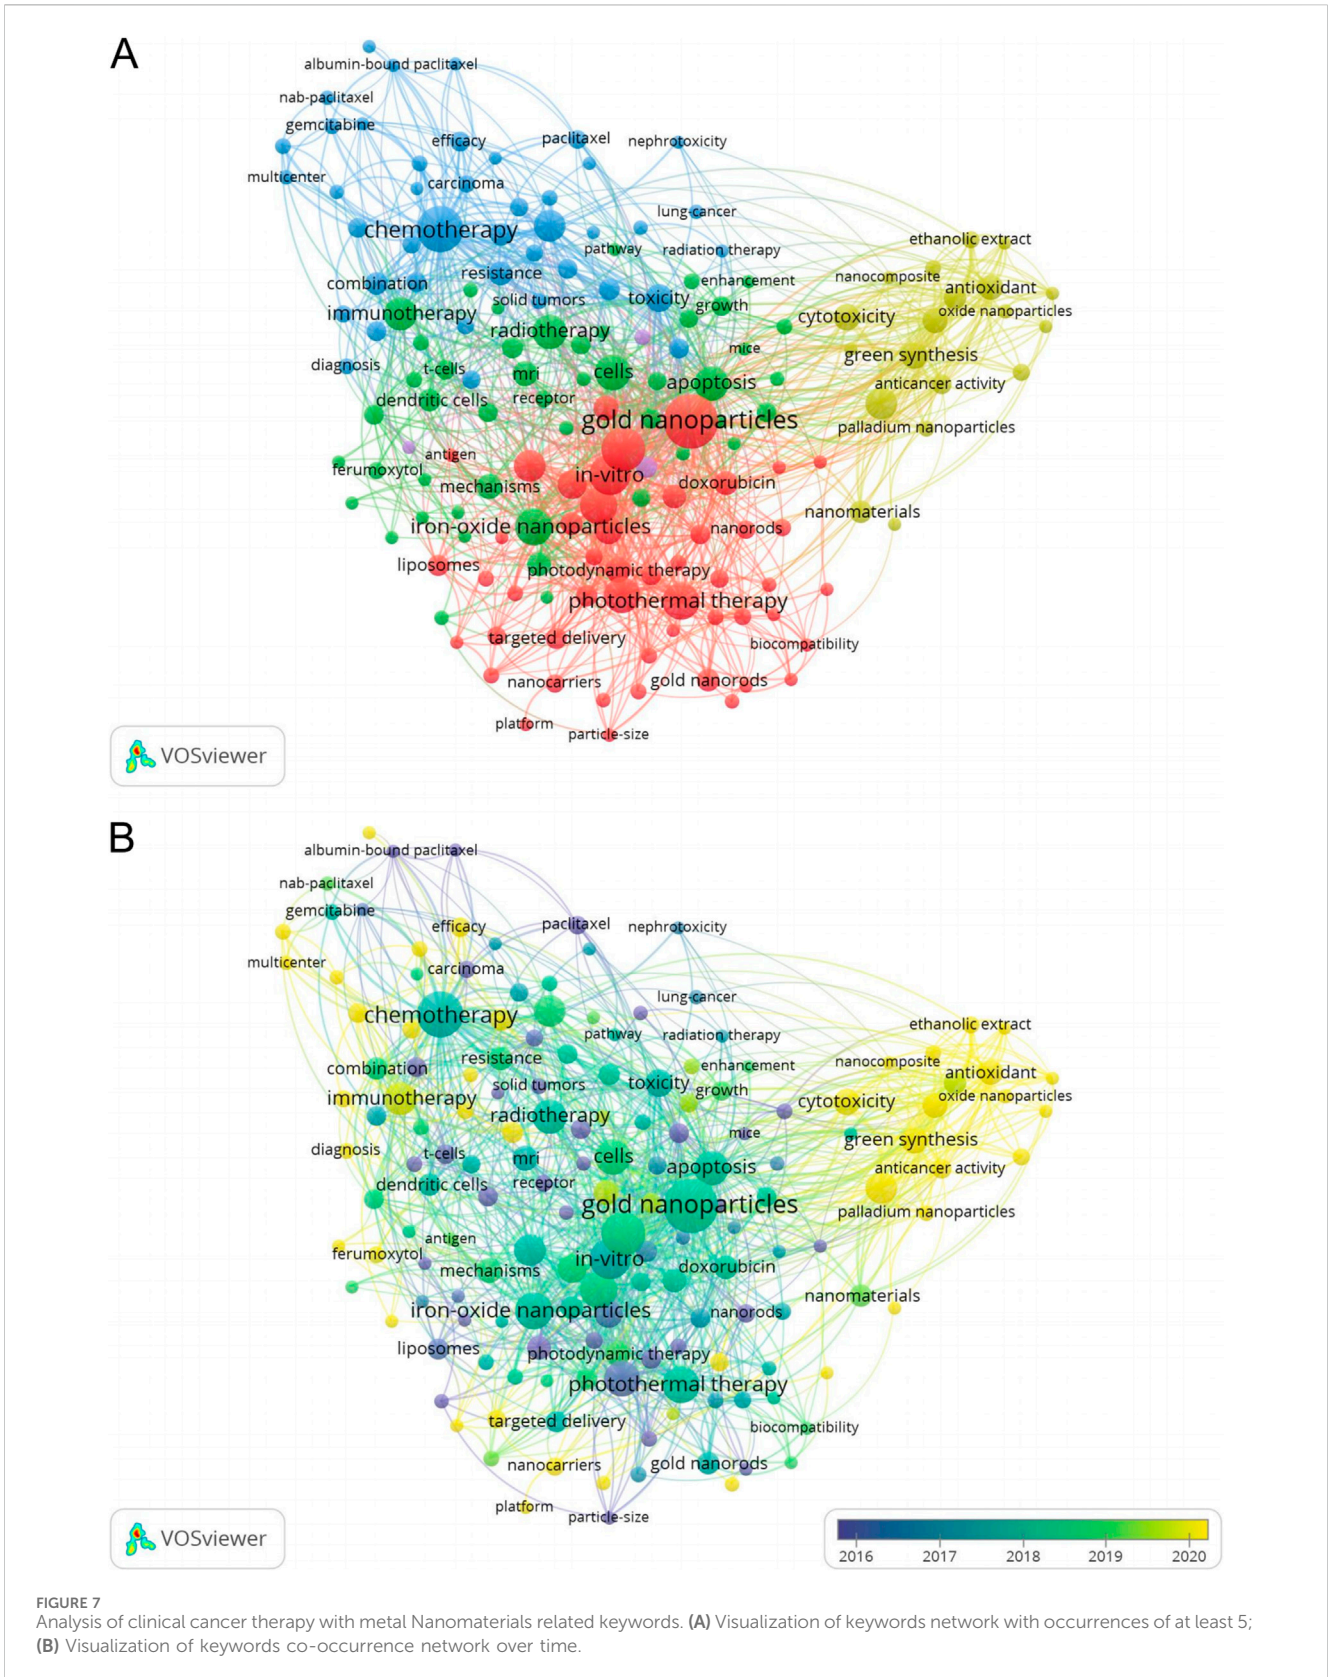 A
albumin-bound paclitaxel
nab-paclitaxel
gemcitabine
efficacy
paclitaxel
nephrotoxicity
multicenter
carcinoma
lung-cancer
chemotherapy
pathway
radiation therapy
ethanolic extract
resistance
enhancement
nanocomposite
combination
solid tumors
toxicity
growth
antioxidant
immunotherapy
radiotherapy
cytotoxicity
oxide nanoparticles
mice
green synthesis
diagnosis
t-cells
mri
cells
apoptosis
anticancer activity
dendritic cells
receptor
gold nanoparticles
palladium nanoparticles
antigen
ferumoxytol
in-vitro
mechanisms
doxorubicin
nanomaterials
iron-oxide nanoparticles
nanorods
liposomes
photodynamic therapy
photothermal therapy
targeted delivery
biocompatibility
nanocarriers
gold nanorods
platform
particle-size
VOSviewer
B
albumin-bound paclitaxel
nab-paclitaxel
gemcitabine
efficacy
paclitaxel
nephrotoxicity
multicenter
carcinoma
lung-cancer
chemotherapy
pathway
radiation therapy
ethanolic extract
resistance
enhancement
nanocomposite
combination
solid tumors
toxicity
growth
antioxidant
immunotherapy
radiotherapy
cytotoxicity
oxide nanoparticles
mice
green synthesis
diagnosis
t-cells
mri
cells
apoptosis
anticancer activity
dendritic cells
receptor
gold nanoparticles
palladium nanoparticles
antigen
ferumoxytol
in-vitro
mechanisms
doxorubicin
nanomaterials
iron-oxide nanoparticles
nanorods
liposomes
photodynamic therapy
photothermal therapy
targeted delivery
biocompatibility
nanocarriers
gold nanorods
platform
particle-size
VOSviewer
2016 2017 2018 2019 2020
FIGURE 7
Analysis of clinical cancer therapy with metal Nanomaterials related keywords. (A) Visualization of keywords network with occurrences of at least 5;
(B) Visualization of keywords co-occurrence network over time.